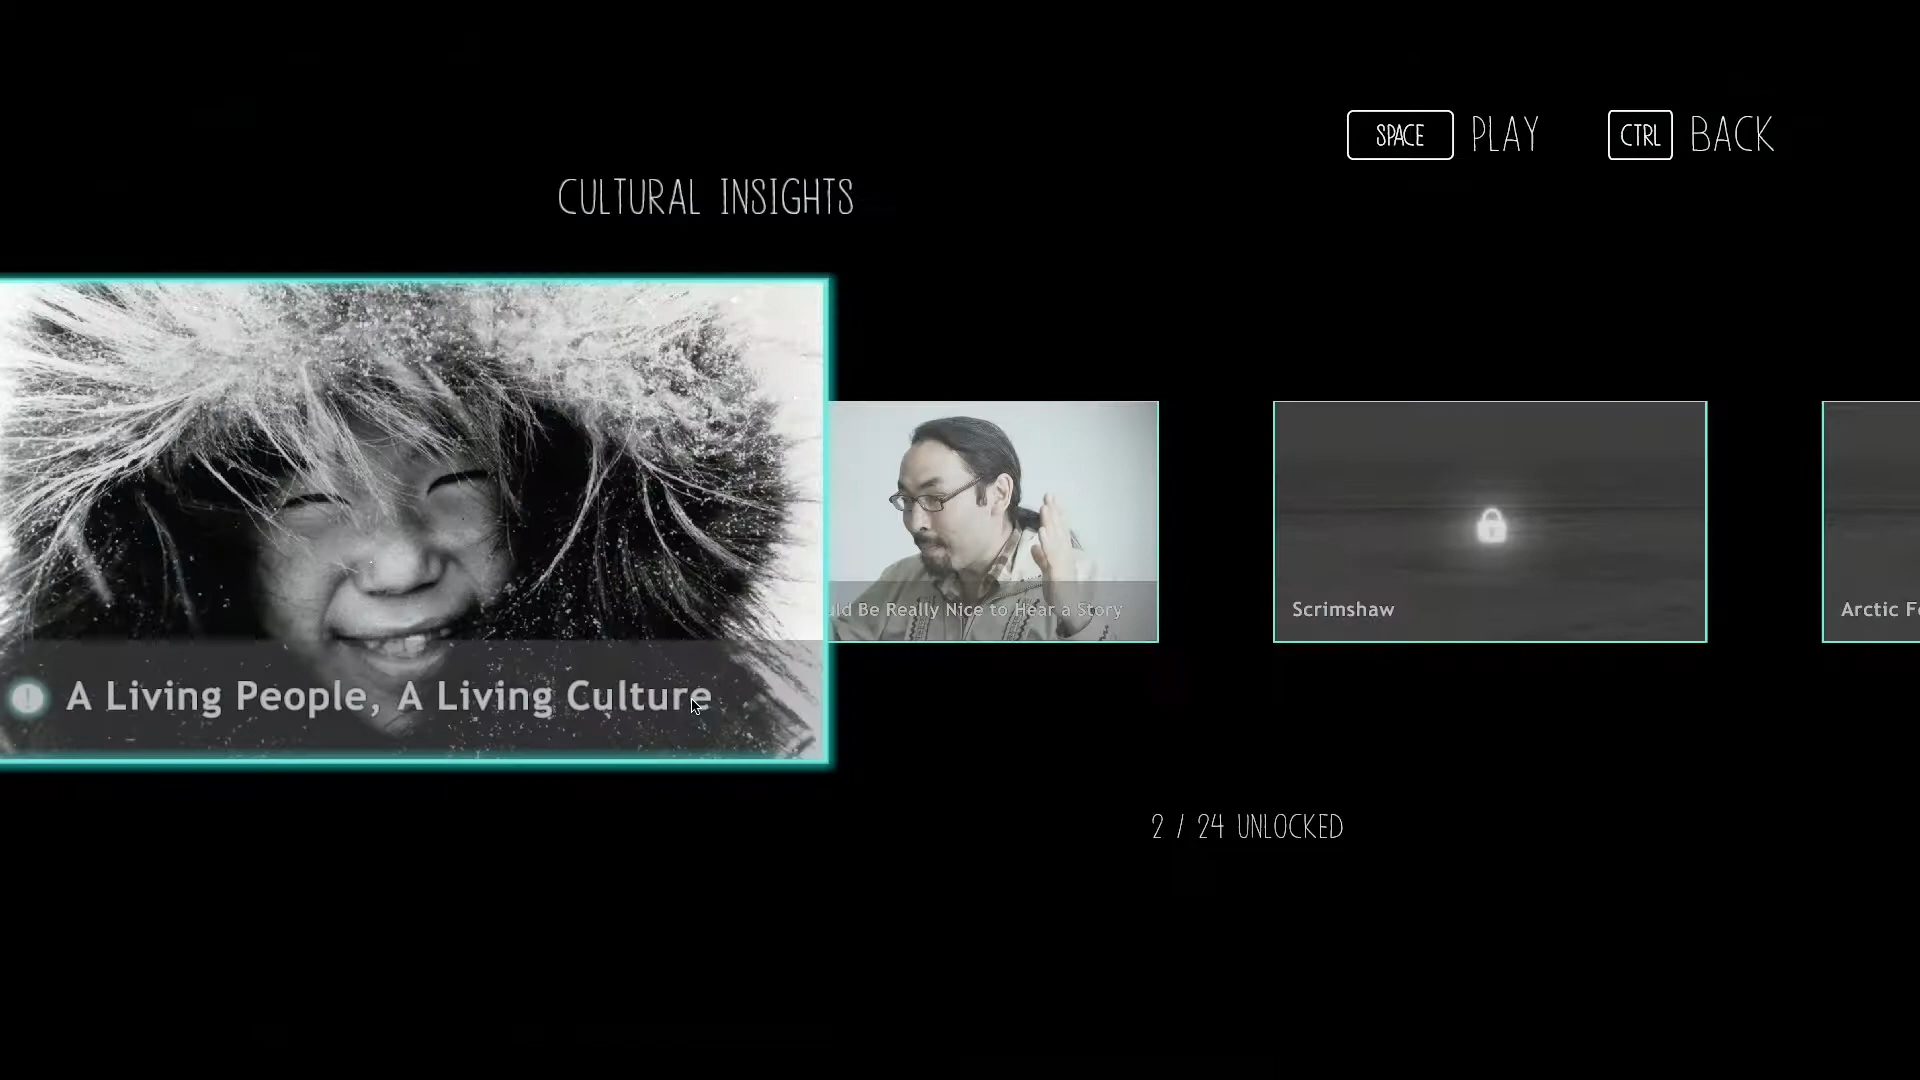 SPACE PLAY CTRL BACK
CULTURAL INSIGHTS
A Living People, A Living Culture
Be Really Nice to Hear a Story
Scrimshaw
Arctic
2 / 24 UNLOCKED